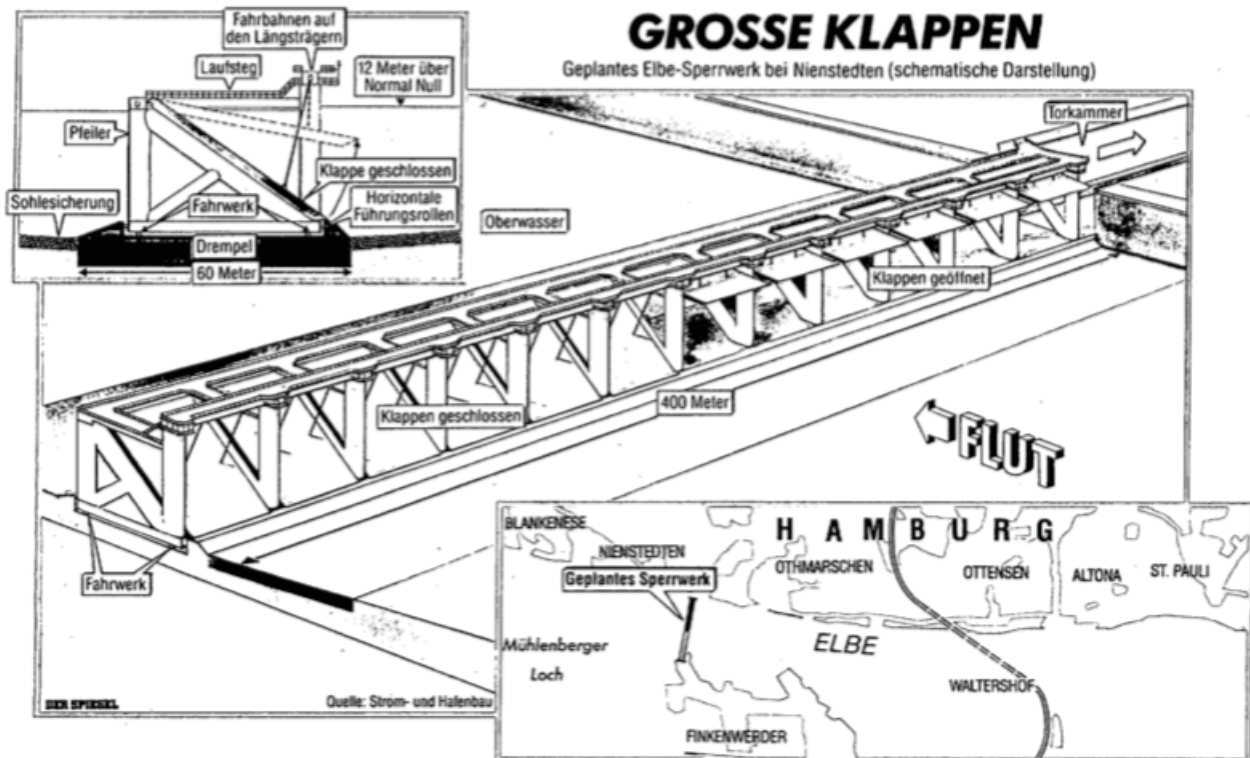 GROSSE KLAPPEN
Geplantes Elbe-Sperrwerk bei Nienstedten (schematische Darstellung)
Fahrbahnen auf
den Längsträgern
Laufsteg
12 Meter über
Normal Null
Pfeiler
Klappe geschlossen
Sohlesicherung
Fahrwerk
Horizontale
Führungsrollen
Drempel
60 Meter
Oberwasser
Torkammer
Klappen geöffnet
Klappen geschlossen
400 Meter
FLUT
Fahrwerk
HAMBURG
BLANKENESE
NIENSTEDTEN
OTHMARSCHEN
OTTENSEN
ALTONA
ST. PAULI
Geplantes Sperrwerk
ELBE
Mühlenberger
Loch
WALTERSHOF
FINKENWERDER
DER SPIEGEL
Quelle: Strom- und Hafenbau